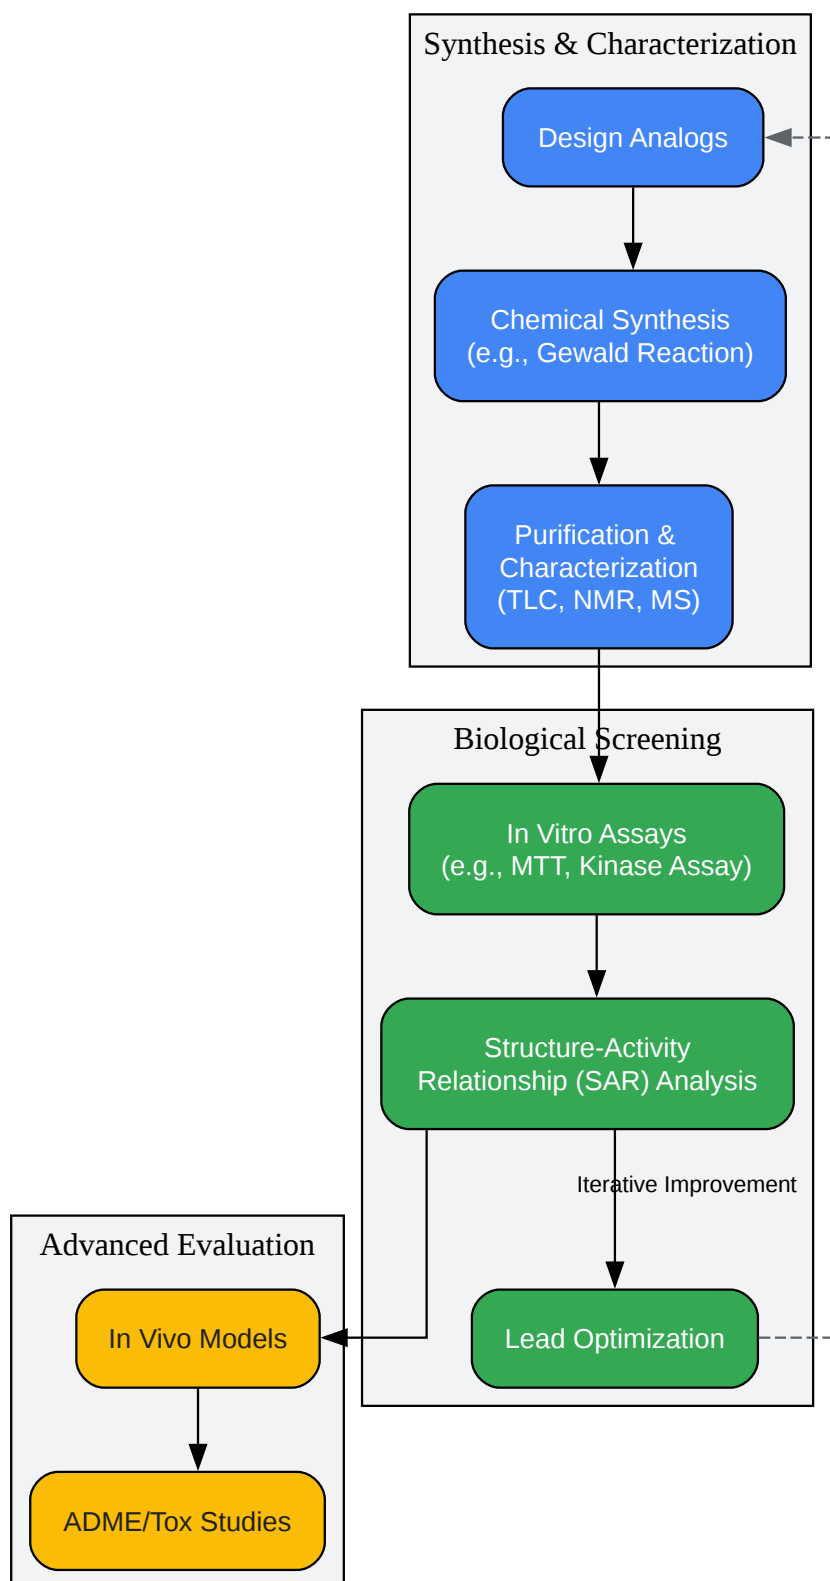 Synthesis & Characterization
Design Analogs
Chemical Synthesis
(e.g., Gewald Reaction)
Purification &
Characterization
(TLC, NMR, MS)
Biological Screening
In Vitro Assays
(e.g., MTT, Kinase Assay)
Structure-Activity
Relationship (SAR) Analysis
Iterative Improvement
Lead Optimization
Advanced Evaluation
In Vivo Models
ADME/Tox Studies